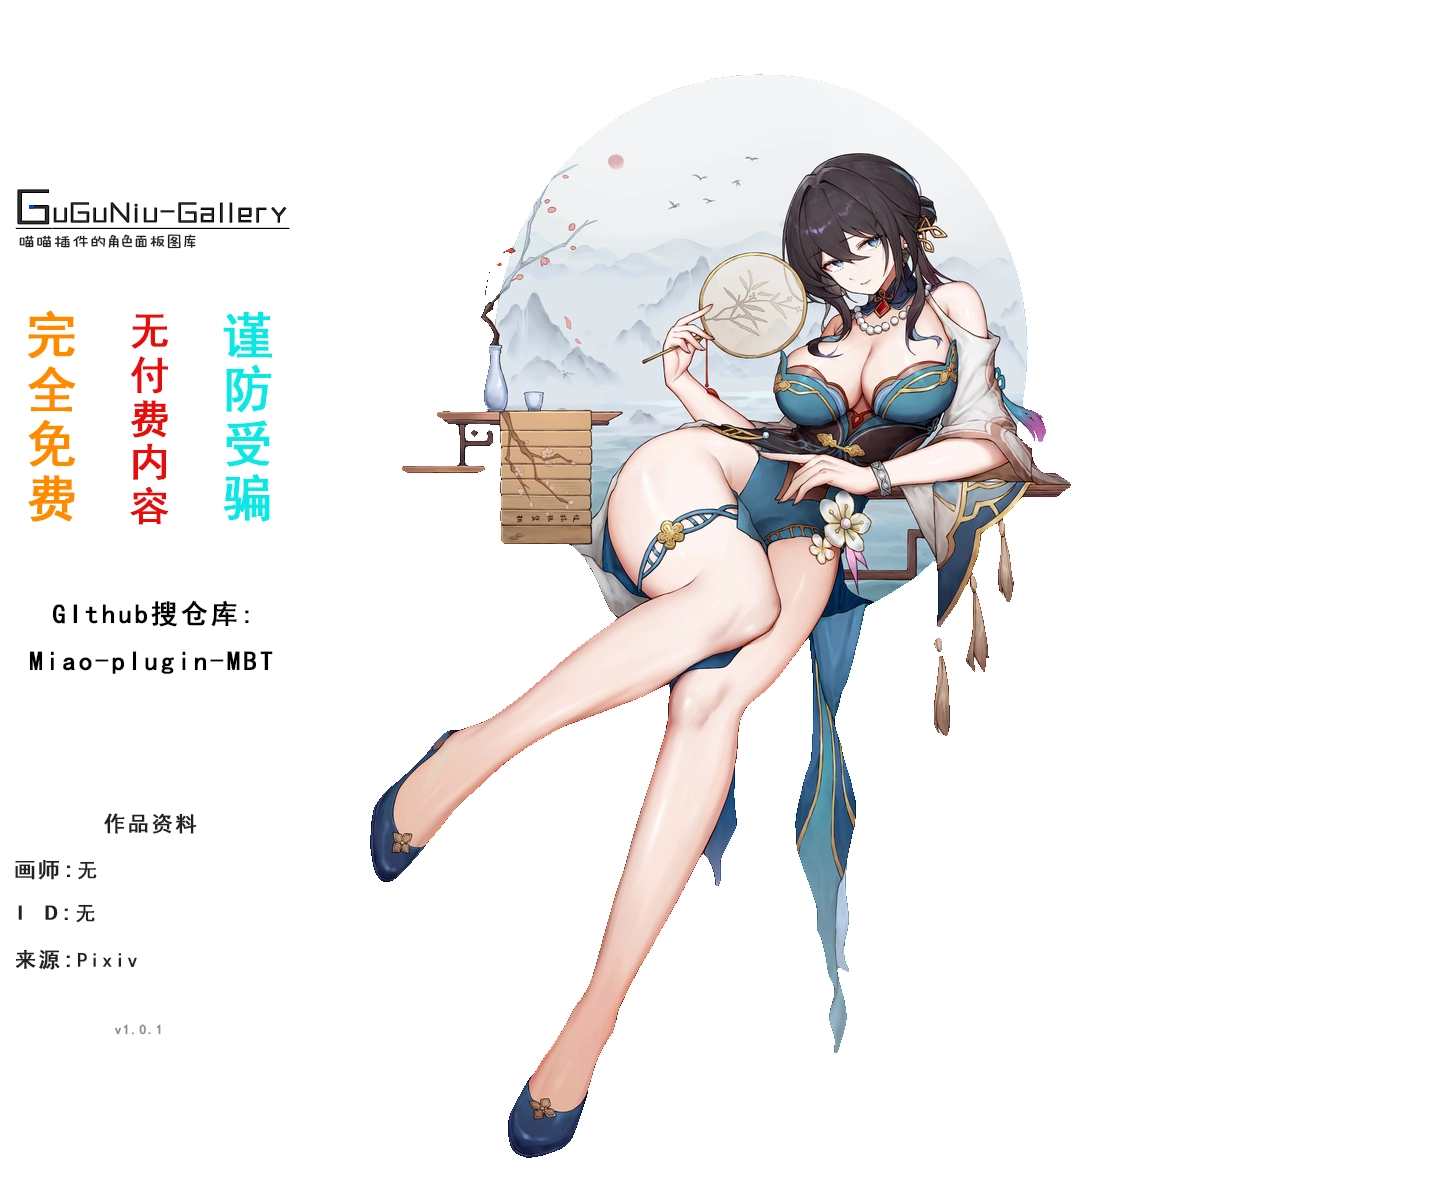 GuGuNiu-Gallery
喵喵插件的角色面板图库
完全免费
无付费内容
谨防受骗
GIthub搜仓库:
Miao-plugin-MBT
作品资料
画师:无
I D:无
来源:Pixiv
v1.0.1